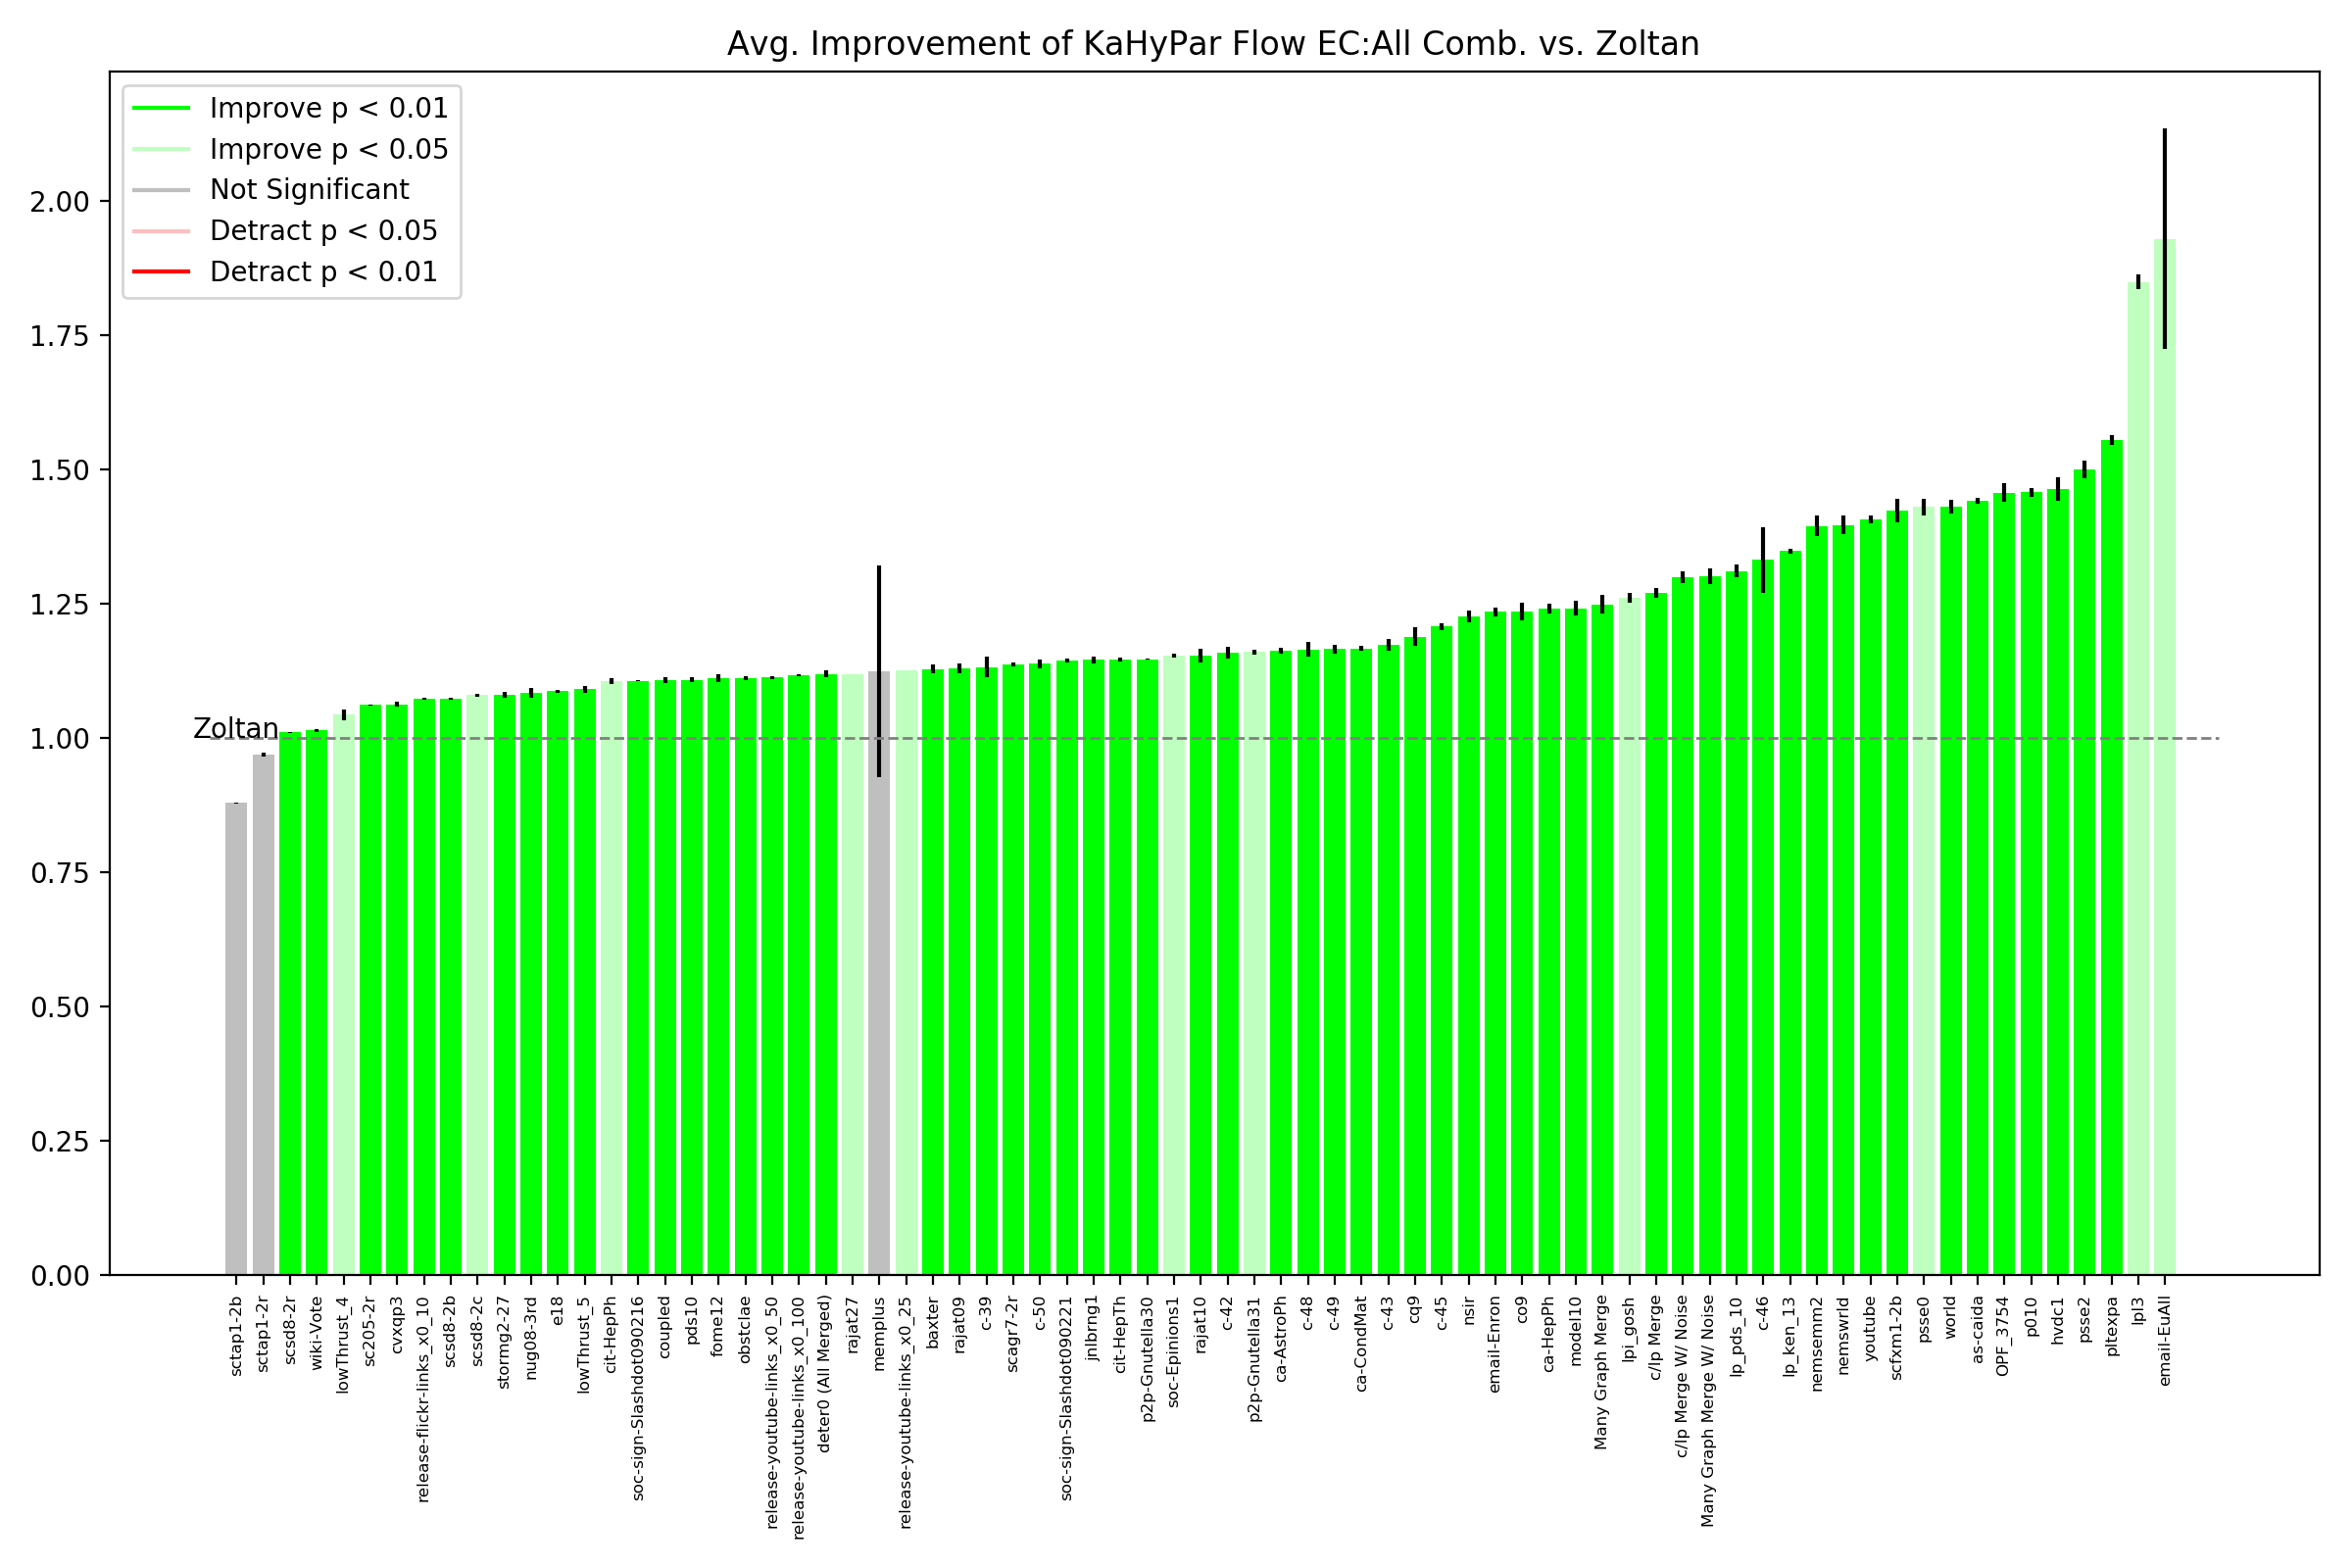 Avg. Improvement of KaHyPar Flow EC:All Comb. vs. Zoltan
Improve p < 0.01
Improve p < 0.05
Not Significant
Detract p < 0.05
Detract p < 0.01
2.00
1.75
1.50
1.25
1.00
0.75
0.50
0.25
0.00
Zoltan
sctap1-2b
sctap1-2r
scsd8-2r
wiki-Vote
lowThrust_4
sc205-2r
cvxqp3
release-flickr-links_x0_10
scsd8-2b
scsd8-2c
stormg2-27
nug08-3rd
e18
lowThrust_5
cit-HepPh
soc-sign-Slashdot090216
coupled
pds10
fome12
obstclae
release-youtube-links_x0_50
release-youtube-links_x0_100
deter0 (All Merged)
rajat27
memplus
release-youtube-links_x0_25
baxter
rajat09
c-39
scagr7-2r
c-50
soc-sign-Slashdot090221
jnlbrng1
cit-HepTh
p2p-Gnutella30
soc-Epinions1
rajat10
c-42
p2p-Gnutella31
ca-AstroPh
c-48
c-49
ca-CondMat
c-43
cq9
c-45
nsir
email-Enron
co9
ca-HepPh
model10
Many Graph Merge
lpi_gosh
c/lp Merge
c/lp Merge W/ Noise
Many Graph Merge W/ Noise
lp_pds_10
c-46
lp_ken_13
nemsemm2
nemswrld
youtube
scfxm1-2b
psse0
world
as-caida
OPF_3754
p010
hvdc1
psse2
pltexpa
lpl3
email-EuAll